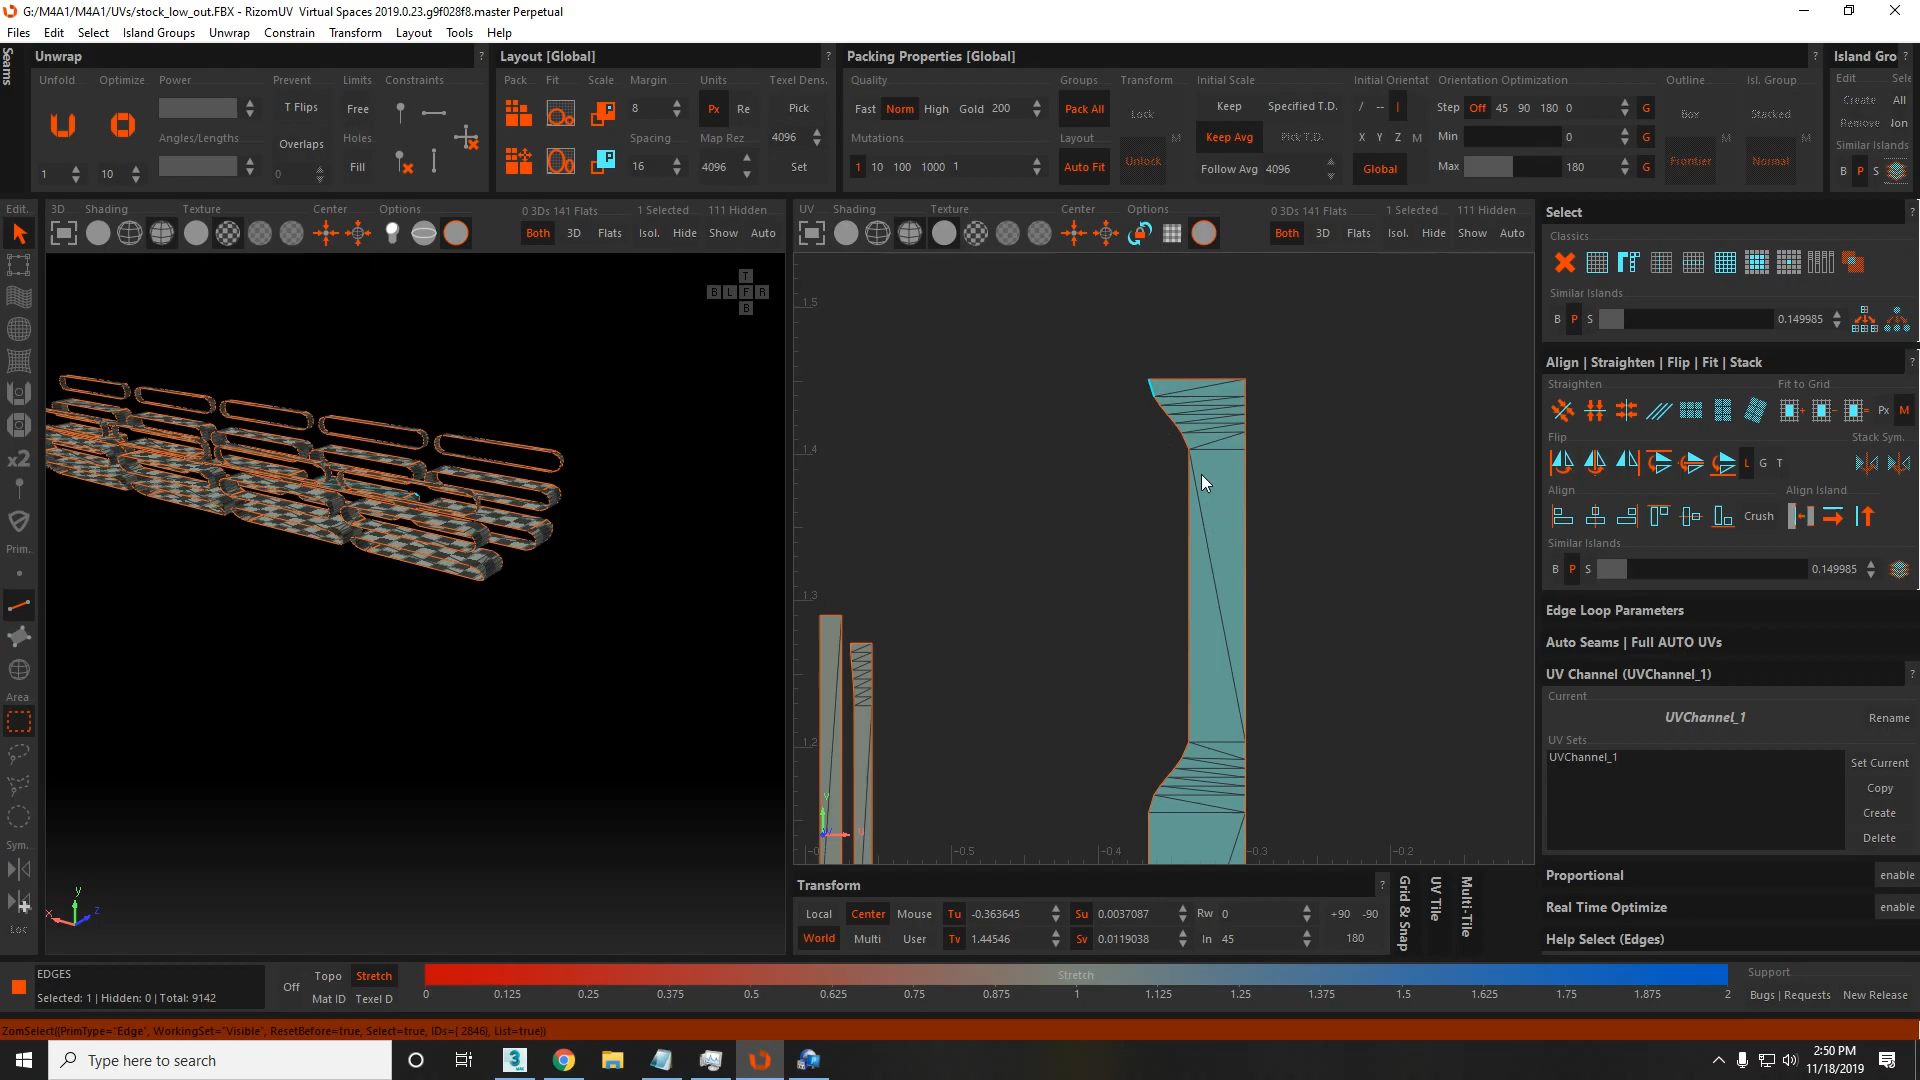 G:/M4A1/M4A1/UVs/stock_low_out.FBX - RizomUV Virtual Spaces 2019.0.23.g9f028f8.master Perpetual
Files Edit Select Island Groups Unwrap Constrain Transform Layout Tools Help
Seams
Unwrap ?
Unfold Optimize Power Prevent Limits Constraints
T Flips Free
Angles/Lengths Overlaps Holes:
Fill
1 10 0
Layout [Global] ?
Pack Fit Scale Margin Units Texel Dens.
8 Px Re Pick
Spacing Map Rez 4096
16 4096 Set
Packing Properties [Global] ?
Quality Groups Transform Initial Scale Initial Orientat Orientation Optimization Outline Isl. Group
Fast Norm High Gold 200 Pack All Lock Keep Specified T.D. / -- | Step Off 45 90 180 0 G Box Stacked
Mutations Layout M Keep Avg Pick T.D. X Y Z M Min 0 G M M
1 10 100 1000 1 Auto Fit Unlock Follow Avg 4096 Global Max 180 G Frontier Normal
Island Gro ?
Edit Sele
Create All
Remove Non
Similar Islands
B P S
Edit.
3D Shading Texture Center Options 0 3Ds 141 Flats 1 Selected 111 Hidden
Both 3D Flats Isol. Hide Show Auto
UV Shading Texture Center Options 0 3Ds 141 Flats 1 Selected 111 Hidden
Both 3D Flats Isol. Hide Show Auto
T
B L F R
B
1.5
1.4
1.3
1.2
-0.5
-0.4
-0.3
-0.2
x2
Prim.
Area
Sym.
Loc
Select ?
Classics
Similar Islands
B P S 0.149985
Align | Straighten | Flip | Fit | Stack ?
Straighten Fit to Grid
Px M
Flip Stack Sym.
L G T
Align Align Island
Crush
Similar Islands
B P S 0.149985
Edge Loop Parameters
Auto Seams | Full AUTO UVs
UV Channel (UVChannel_1) ?
Current
UVChannel_1 Rename
UV Sets
UVChannel_1 Set Current
Copy
Create
Delete
Proportional enable
Real Time Optimize enable
Help Select (Edges)
Transform ?
Local Center Mouse Tu -0.363645 Su 0.0037087 Rw 0 +90 -90
World Multi User Tv 1.44546 Sv 0.0119038 In 45 180
Grid & Snap
UV Tile
Multi-Tile
EDGES
Selected: 1 | Hidden: 0 | Total: 9142
Off Topo Stretch
Mat ID Texel D
Stretch
0 0.125 0.25 0.375 0.5 0.625 0.75 0.875 1 1.125 1.25 1.375 1.5 1.625 1.75 1.875 2
Support
Bugs | Requests New Release
ZomSelect({PrimType="Edge", WorkingSet="Visible", ResetBefore=true, Select=true, IDs={ 2846}, List=true})
Type here to search
2:50 PM
11/18/2019